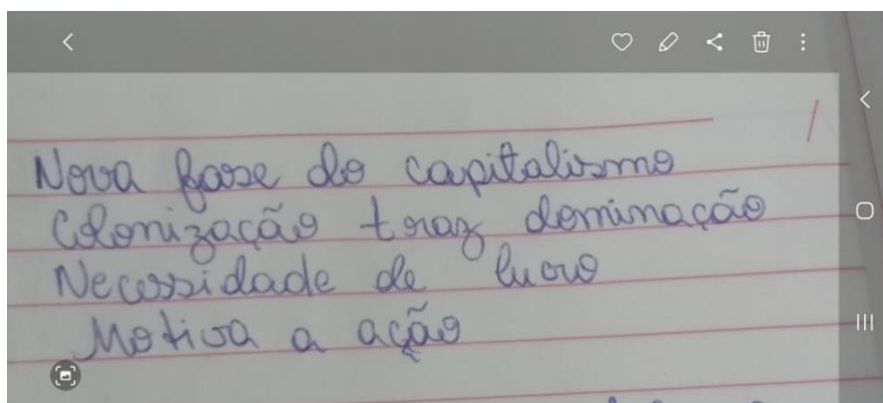 Nova fase do capitalismo
Colonização traz dominação
Necessidade de lucro
Motiva a ação